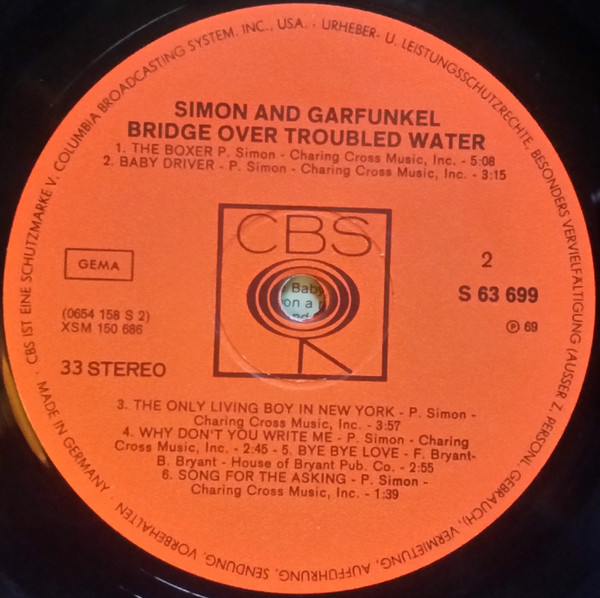 · CBS IST EINE SCHUTZMARKE V. COLUMBIA BROADCASTING SYSTEM, INC., USA. · URHEBER- U. LEISTUNGSSCHUTZRECHTE, BESONDERS VERVIELFÄLTIGUNG (AUSSER Z. PERSÖNL. GEBRAUCH), VERMIETUNG, AUFFÜHRUNG, SENDUNG, VORBEHALTEN · MADE IN GERMANY
SIMON AND GARFUNKEL
BRIDGE OVER TROUBLED WATER
1. THE BOXER P. Simon - Charing Cross Music, Inc. - 5:08
2. BABY DRIVER - P. Simon - Charing Cross Music, Inc. - 3:15
CBS
GEMA
2
S 63 699
(0654 158 S 2)
XSM 150 686
℗ 69
Baby
on a
33 STEREO
3. THE ONLY LIVING BOY IN NEW YORK - P. Simon -
Charing Cross Music, Inc. - 3:57
4. WHY DON'T YOU WRITE ME - P. Simon - Charing
Cross Music, Inc. - 2:45 - 5. BYE BYE LOVE - F. Bryant-
B. Bryant - House of Bryant Pub. Co. - 2:55
6. SONG FOR THE ASKING - P. Simon -
Charing Cross Music, Inc. - 1:39